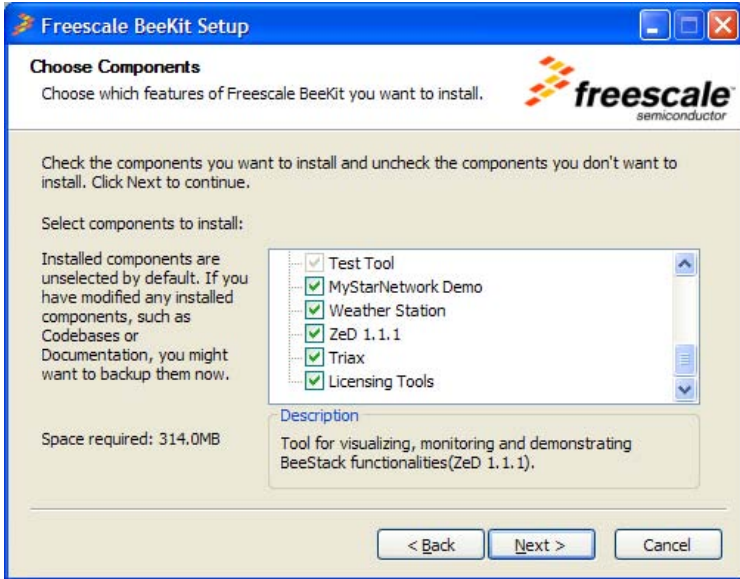 Freescale BeeKit Setup
Choose Components
Choose which features of Freescale BeeKit you want to install.
freescale™
semiconductor
Check the components you want to install and uncheck the components you don't want to
install. Click Next to continue.
Select components to install:
Installed components are
unselected by default. If you
have modified any installed
components, such as
Codebases or
Documentation, you might
want to backup them now.
Test Tool
MyStarNetwork Demo
Weather Station
ZeD 1.1.1
Triax
Licensing Tools
Space required: 314.0MB
Description
Tool for visualizing, monitoring and demonstrating
BeeStack functionalities(ZeD 1.1.1).
< Back
Next >
Cancel